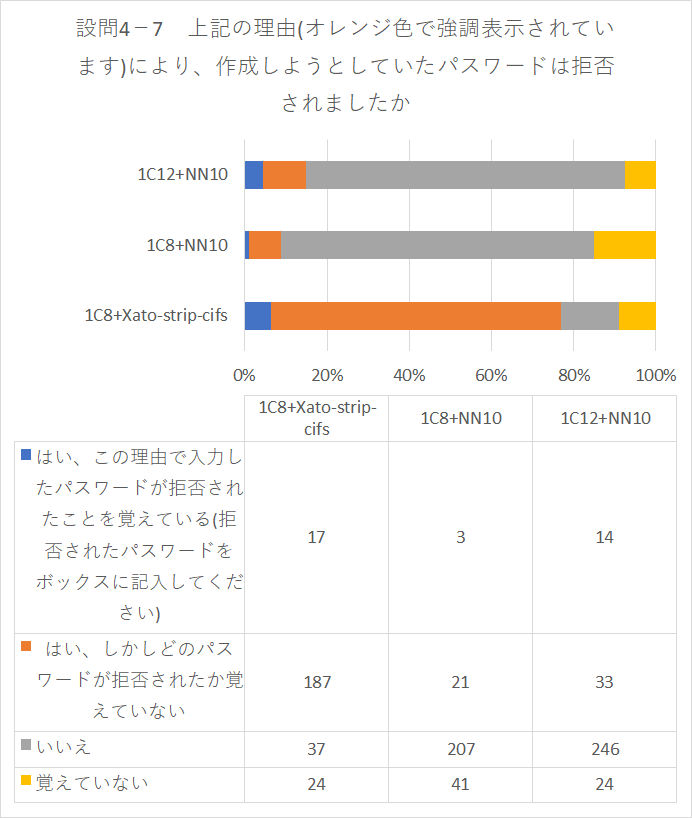 設問4－7　上記の理由(オレンジ色で強調表示されてい
ます)により、作成しようとしていたパスワードは拒否
されましたか
1C12+NN10
1C8+NN10
1C8+Xato-strip-cifs
0% 20% 40% 60% 80% 100%
1C8+Xato-strip-
cifs
1C8+NN10
1C12+NN10
はい、この理由で入力し
たパスワードが拒否され
たことを覚えている(拒
否されたパスワードを
ボックスに記入してくだ
さい)
17 3 14
はい、しかしどのパス
ワードが拒否されたか覚
えていない
187 21 33
いいえ 37 207 246
覚えていない 24 41 24